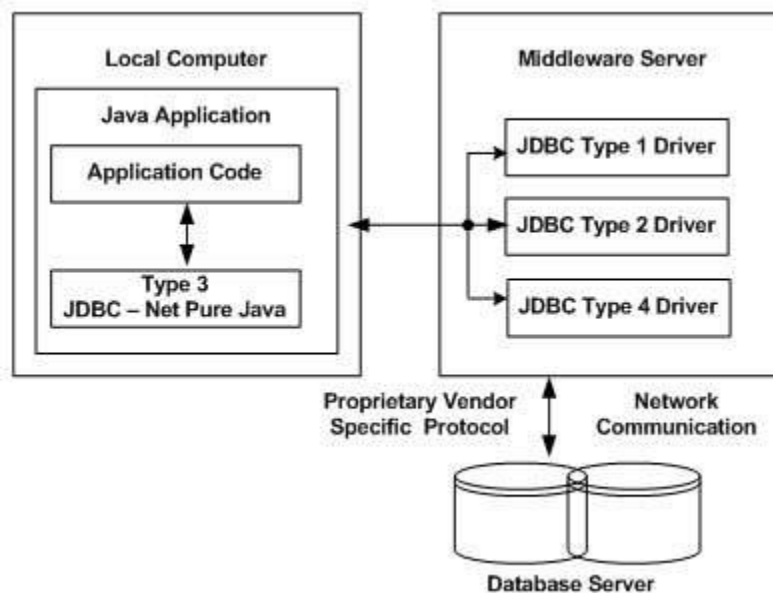 Local Computer
Java Application
Application Code
Type 3
JDBC – Net Pure Java
Middleware Server
JDBC Type 1 Driver
JDBC Type 2 Driver
JDBC Type 4 Driver
Proprietary Vendor
Specific Protocol
Network
Communication
Database Server